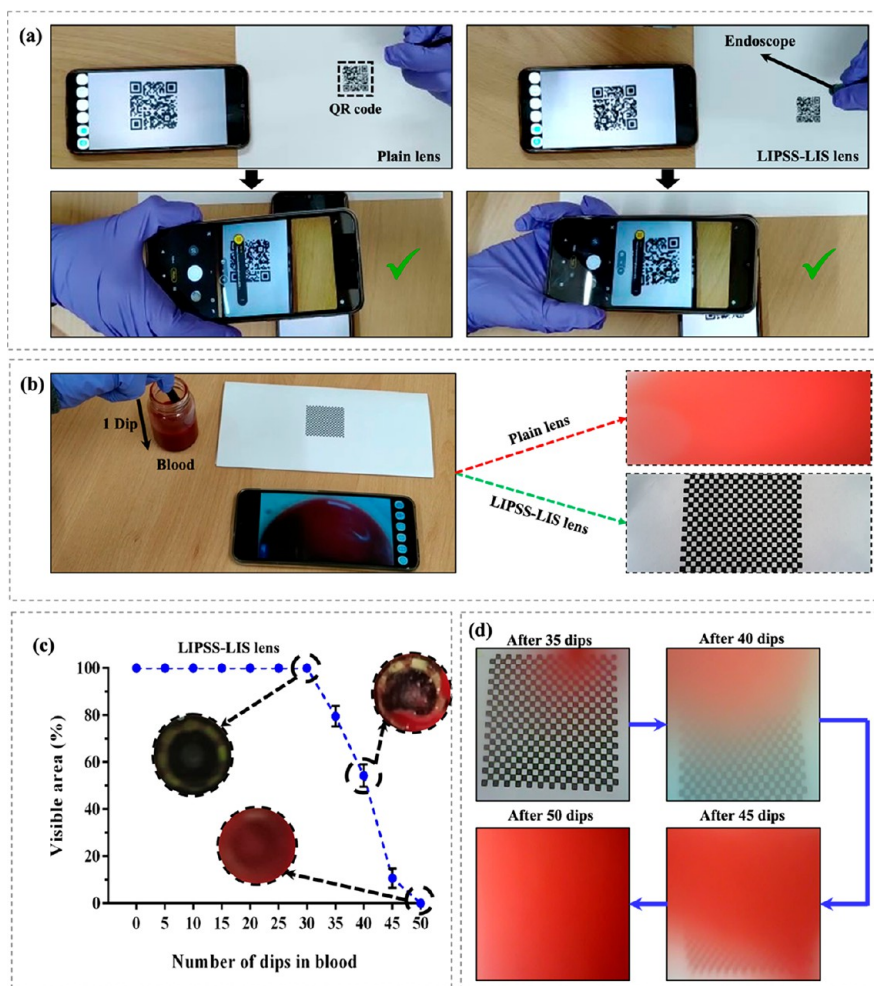 (a)
QR code
Plain lens
Endoscope
LIPSS-LIS lens
(b)
1 Dip
Blood
Plain lens
LIPSS-LIS lens
(c)
LIPSS-LIS lens
Visible area (%)
100
80
60
40
20
0
0 5 10 15 20 25 30 35 40 45 50
Number of dips in blood
(d)
After 35 dips
After 40 dips
After 50 dips
After 45 dips